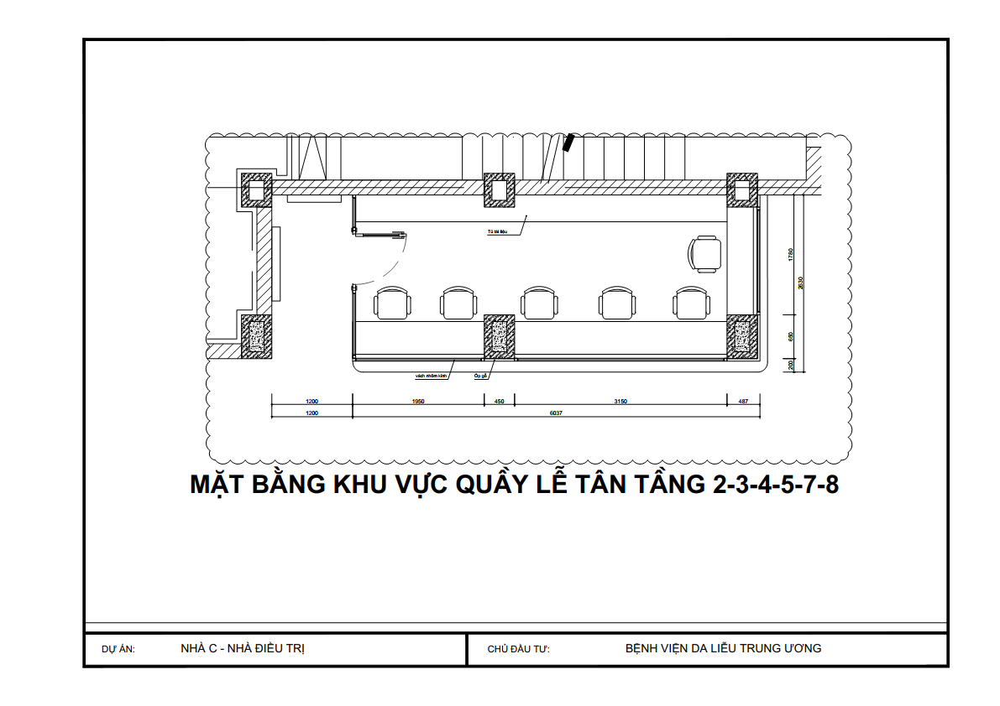 Tủ tài liệu
1780
2630
650
200
vách nhôm kính
Ốp gỗ
1200
1950
450
3150
487
1200
6037
MẶT BẰNG KHU VỰC QUẦY LỄ TÂN TẦNG 2-3-4-5-7-8
DỰ ÁN:
NHÀ C - NHÀ ĐIỀU TRỊ
CHỦ ĐẦU TƯ:
BỆNH VIỆN DA LIỄU TRUNG ƯƠNG